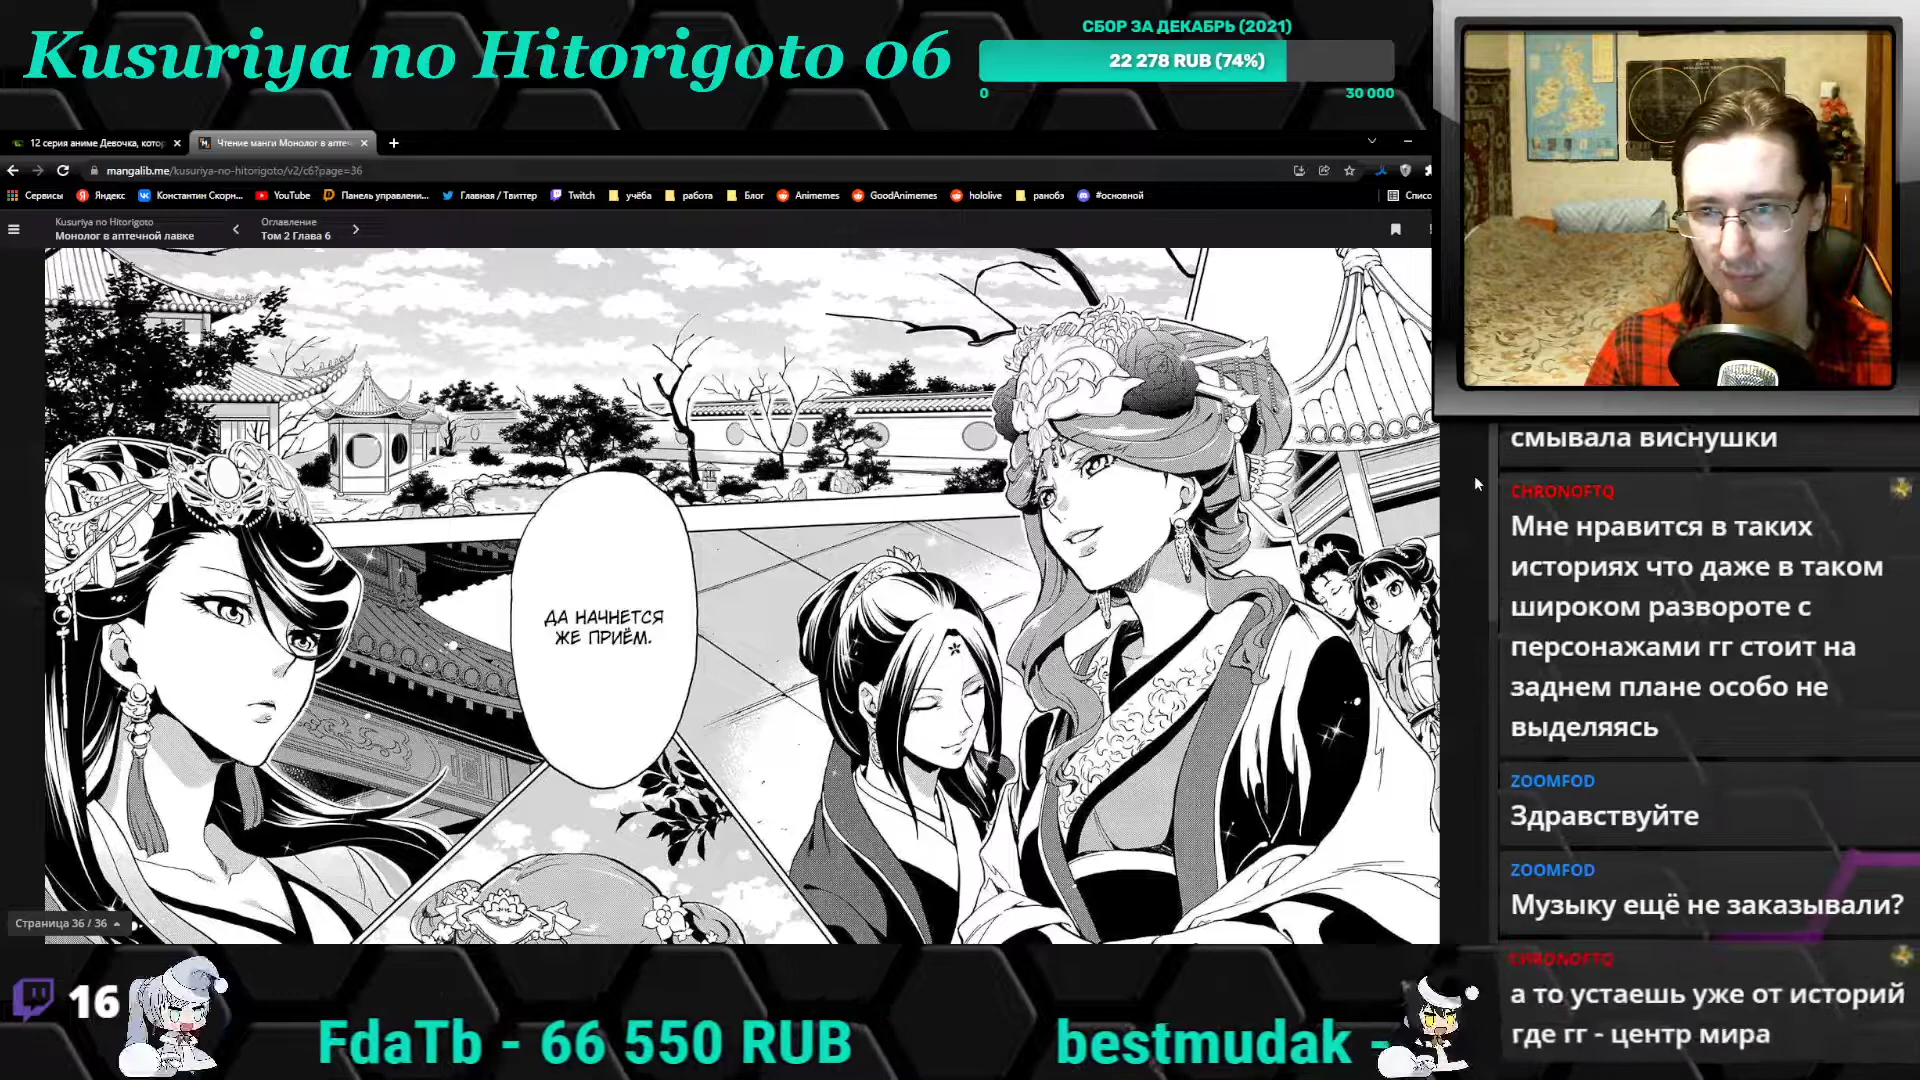 Kusuriya no Hitorigoto 06
СБОР ЗА ДЕКАБРЬ (2021)
22 278 RUB (74%)
0
30 000
12 серия аниме Девочка, котор
Чтение манги Монолог в аптеч
mangalib.me/kusuriya-no-hitorigoto/v2/c6?page=36
Сервисы
Яндекс
Константин Скорн...
YouTube
Панель управлени...
Главная / Твиттер
Twitch
учёба
работа
Блог
Animemes
GoodAnimemes
hololive
ранобэ
#основной
Списо
Kusuriya no Hitorigoto
Монолог в аптечной лавке
Оглавление
Том 2 Глава 6
ДА НАЧНЕТСЯ
ЖЕ ПРИЁМ.
Страница 36 / 36
смывала виснушки
CHRONOFTQ
Мне нравится в таких
историях что даже в таком
широком развороте с
персонажами гг стоит на
заднем плане особо не
выделяясь
ZOOMFOD
Здравствуйте
ZOOMFOD
Музыку ещё не заказывали?
CHRONOFTQ
а то устаешь уже от историй
где гг - центр мира
16
FdaTb - 66 550 RUB
bestmudak -